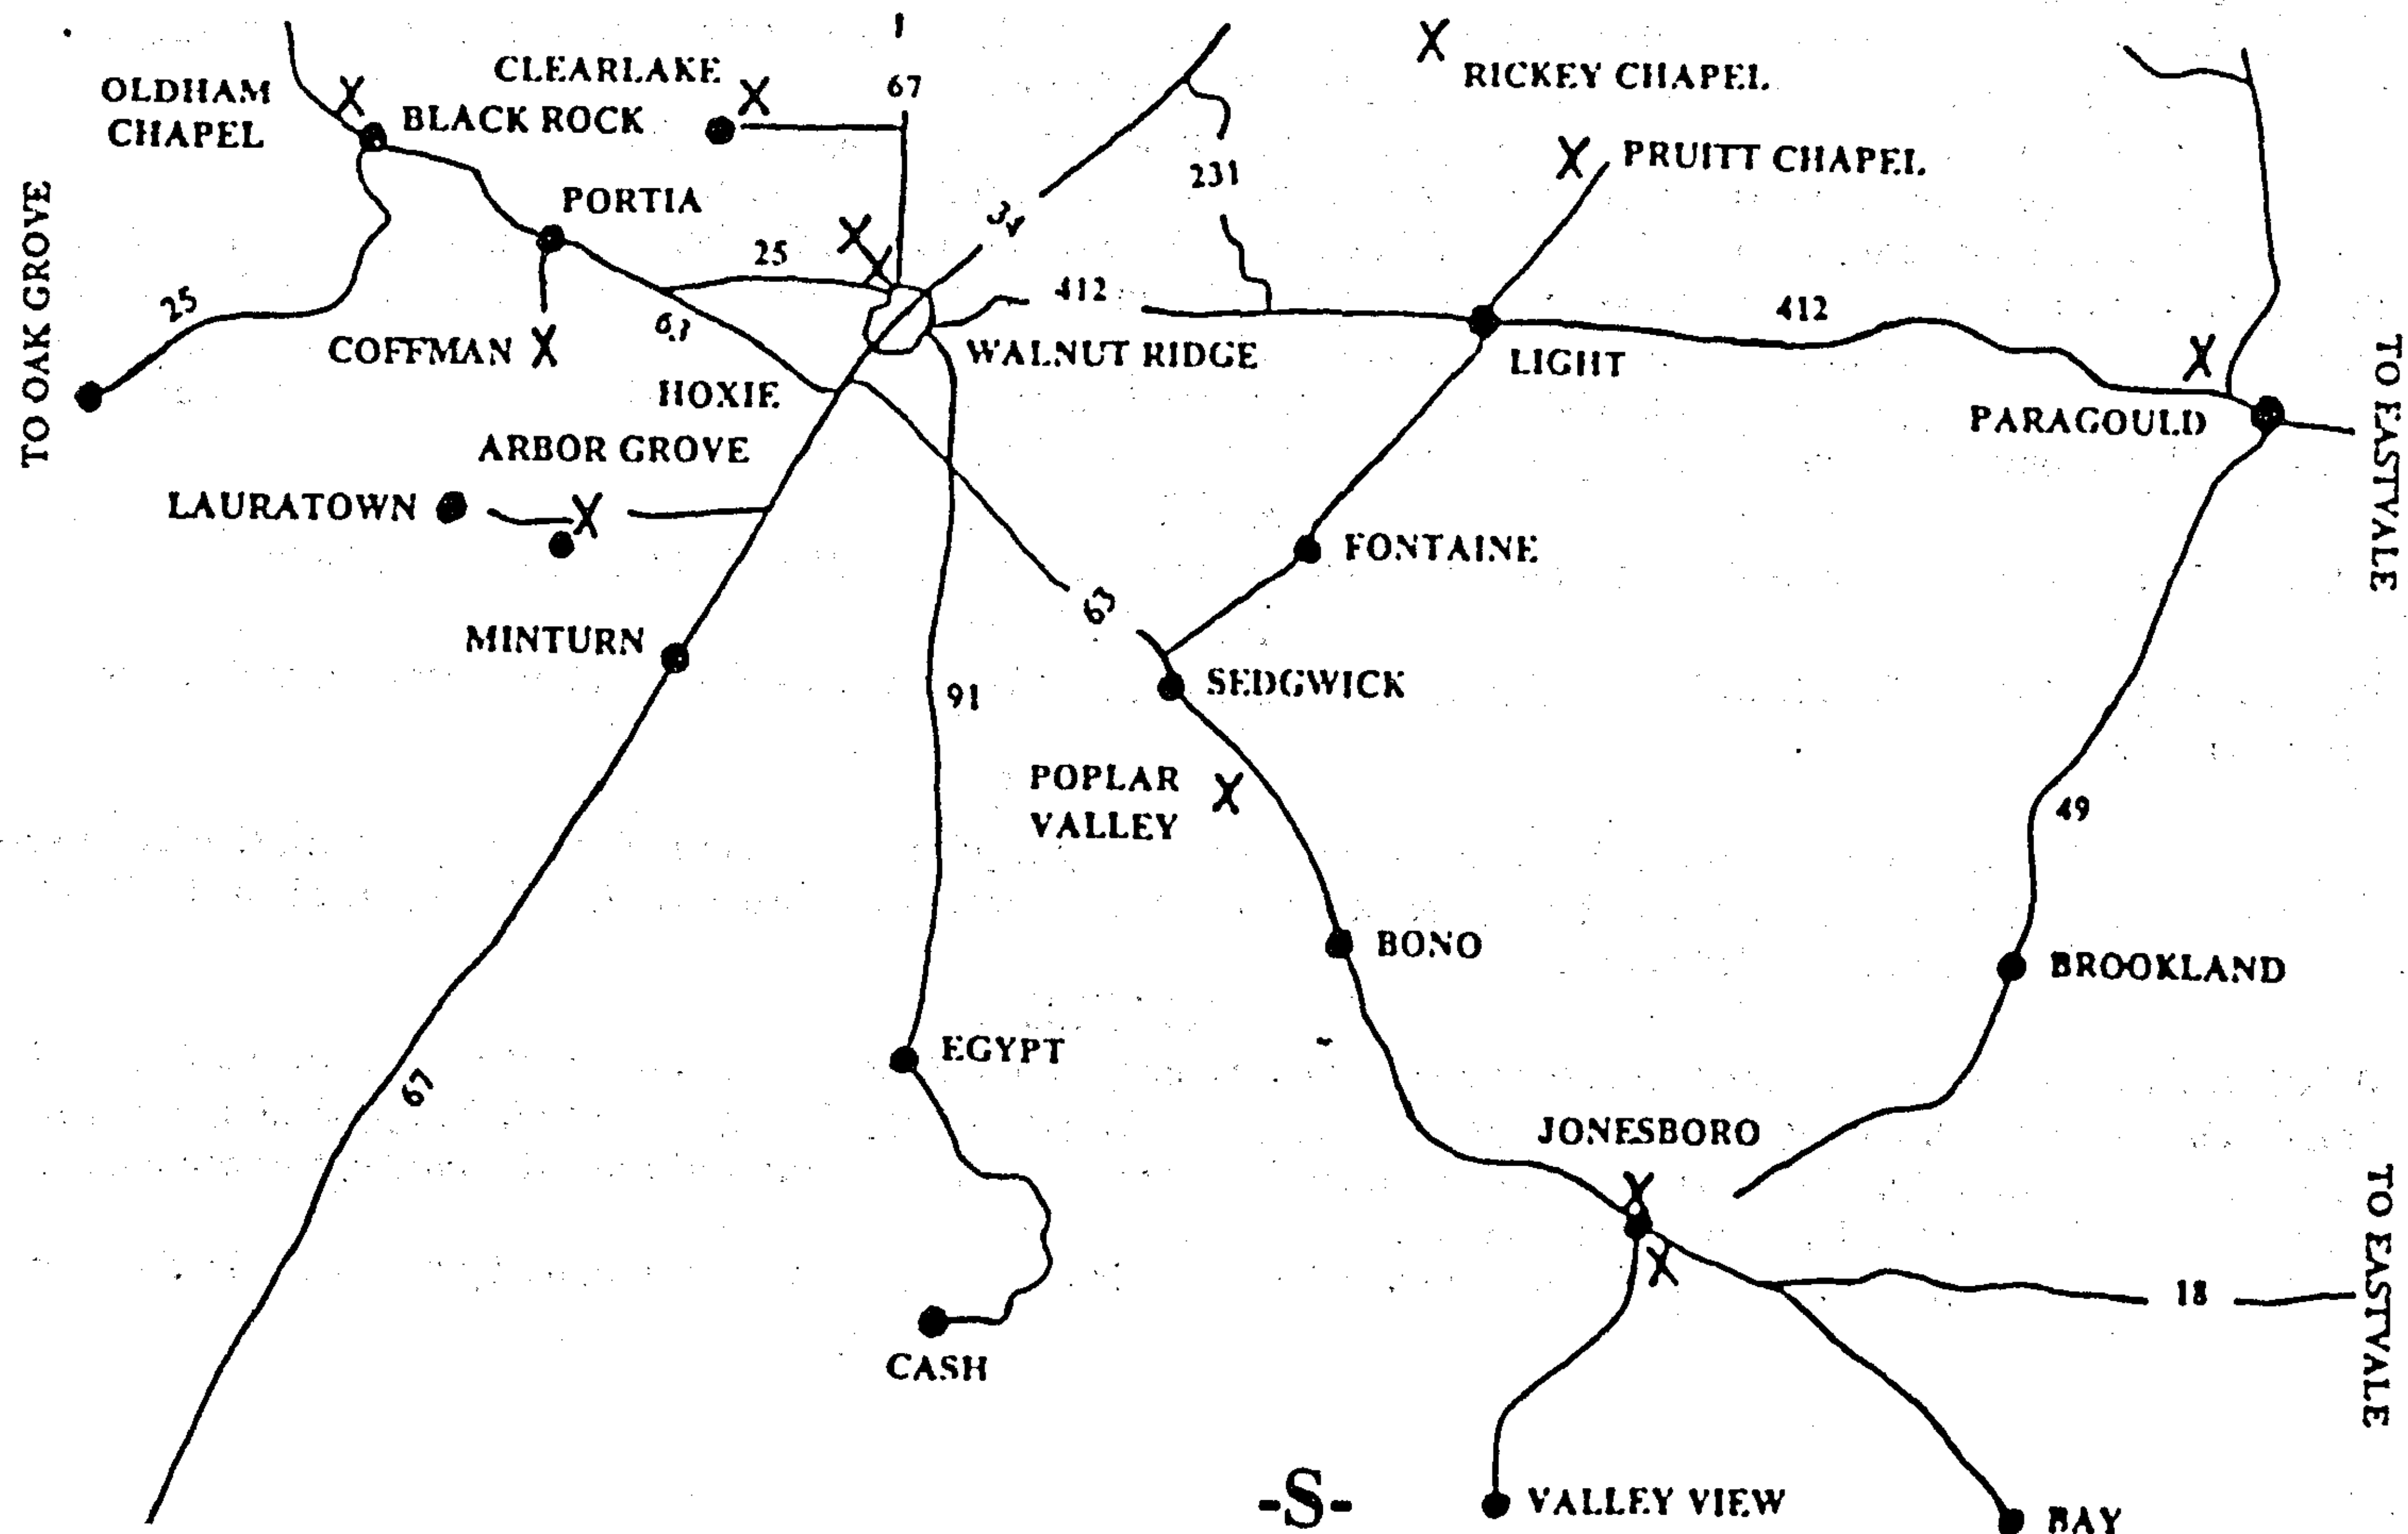 CLEARLAKE
67
RICKEY CHAPEL
OLDHAM
CHAPEL
BLACK ROCK
PRUITT CHAPEL
231
PORTIA
34
TO OAK GROVE
25
412
25
412
63
COFFMAN
WALNUT RIDGE
LIGHT
HOXIE
PARAGOULD
TO EASTVALE
ARBOR GROVE
LAURATOWN
FONTAINE
63
MINTURN
SEDGWICK
91
POPLAR
VALLEY
49
BONO
BROOKLAND
EGYPT
67
JONESBORO
TO EASTVALE
18
CASH
-S-
VALLEY VIEW
BAY